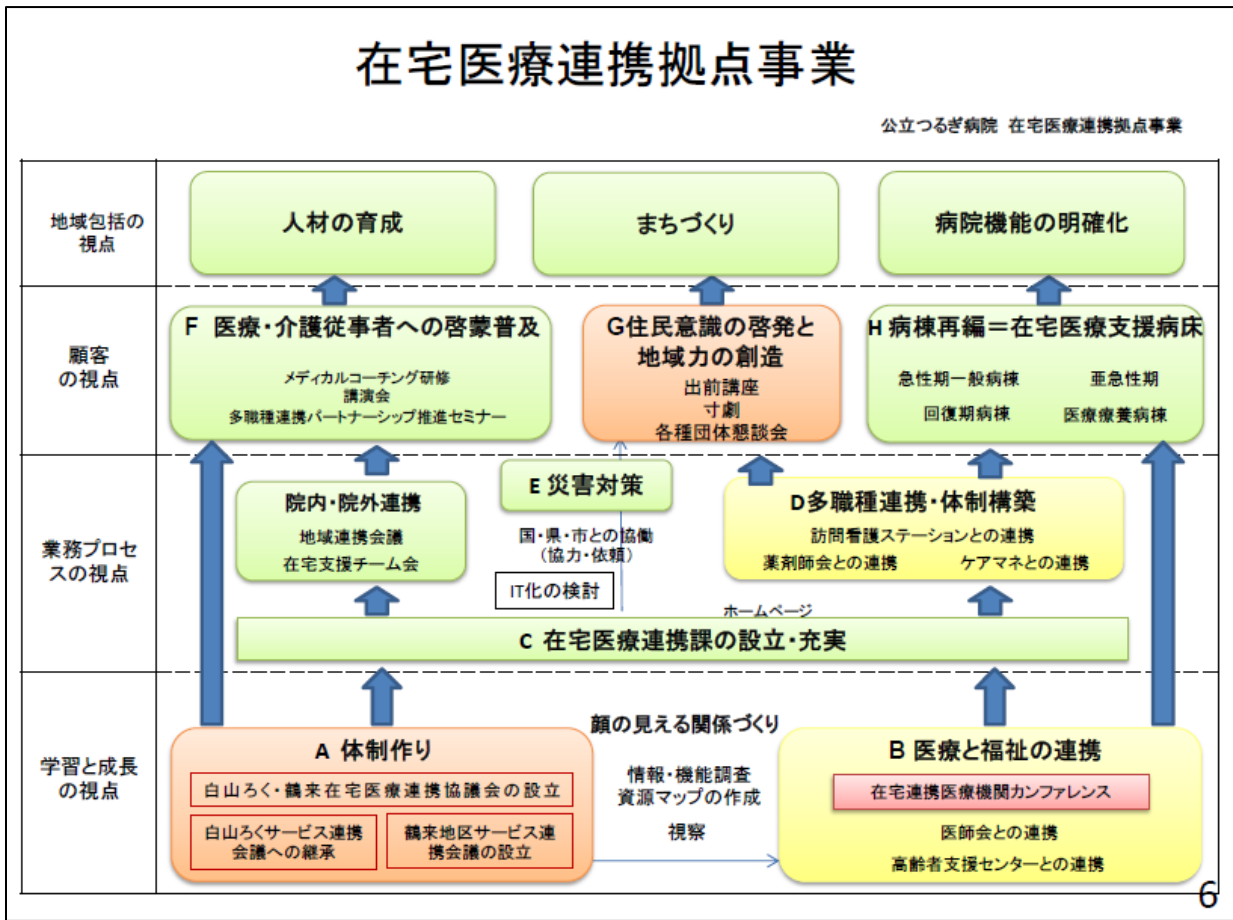 在宅医療連携拠点事業
公立つるぎ病院 在宅医療連携拠点事業
地域包括の
視点
人材の育成
まちづくり
病院機能の明確化
顧客
の視点
F 医療・介護従事者への啓蒙普及
メディカルコーチング研修
講演会
多職種連携パートナーシップ推進セミナー
G住民意識の啓発と
地域力の創造
出前講座
寸劇
各種団体懇談会
H 病棟再編＝在宅医療支援病床
急性期一般病棟 亜急性期
回復期病棟 医療療養病棟
業務プロセ
スの視点
院内・院外連携
地域連携会議
在宅支援チーム会
E 災害対策
国・県・市との協働
（協力・依頼）
IT化の検討
D多職種連携・体制構築
訪問看護ステーションとの連携
薬剤師会との連携 ケアマネとの連携
ホームページ
C 在宅医療連携課の設立・充実
学習と成長
の視点
A 体制作り
白山ろく・鶴来在宅医療連携協議会の設立
白山ろくサービス連携
会議への継承
鶴来地区サービス連
携会議の設立
顔の見える関係づくり
情報・機能調査
資源マップの作成
視察
B 医療と福祉の連携
在宅連携医療機関カンファレンス
医師会との連携
高齢者支援センターとの連携
6